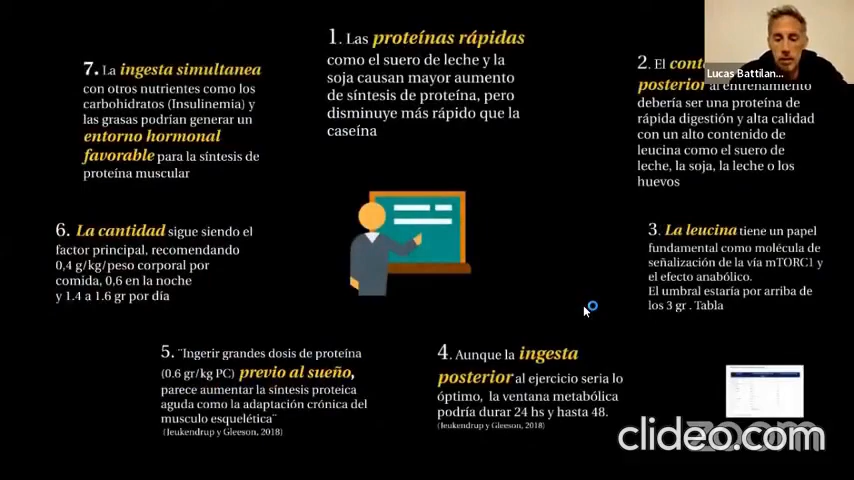 1. Las proteínas rápidas
como el suero de leche y la
soja causan mayor aumento
de síntesis de proteína, pero
disminuye más rápido que la
caseína
Lucas Battilan...
2. El
posterior al entrenamiento
debería ser una proteína de
rápida digestión y alta calidad
con un alto contenido de
leucina como el suero de
leche, la soja, la leche o los
huevos
3. La leucina tiene un papel
fundamental como molécula de
señalización de la vía mTORC1 y
el efecto anabólico.
El umbral estaría por arriba de
los 3 gr . Tabla
4. Aunque la ingesta
posterior al ejercicio seria lo
óptimo, la ventana metabólica
podría durar 24 hs y hasta 48.
(Jeukendrup y Gleeson, 2018)
5. ¨Ingerir grandes dosis de proteína
(0.6 gr/kg PC) previo al sueño,
parece aumentar la síntesis proteica
aguda como la adaptación crónica del
musculo esquelética¨
(Jeukendrup y Gleeson, 2018)
6. La cantidad sigue siendo el
factor principal, recomendando
0,4 g/kg/peso corporal por
comida, 0,6 en la noche
y 1.4 a 1.6 gr por día
7. La ingesta simultanea
con otros nutrientes como los
carbohidratos (Insulinemia) y
las grasas podrían generar un
entorno hormonal
favorable para la síntesis de
proteína muscular
zoom
clideo.com